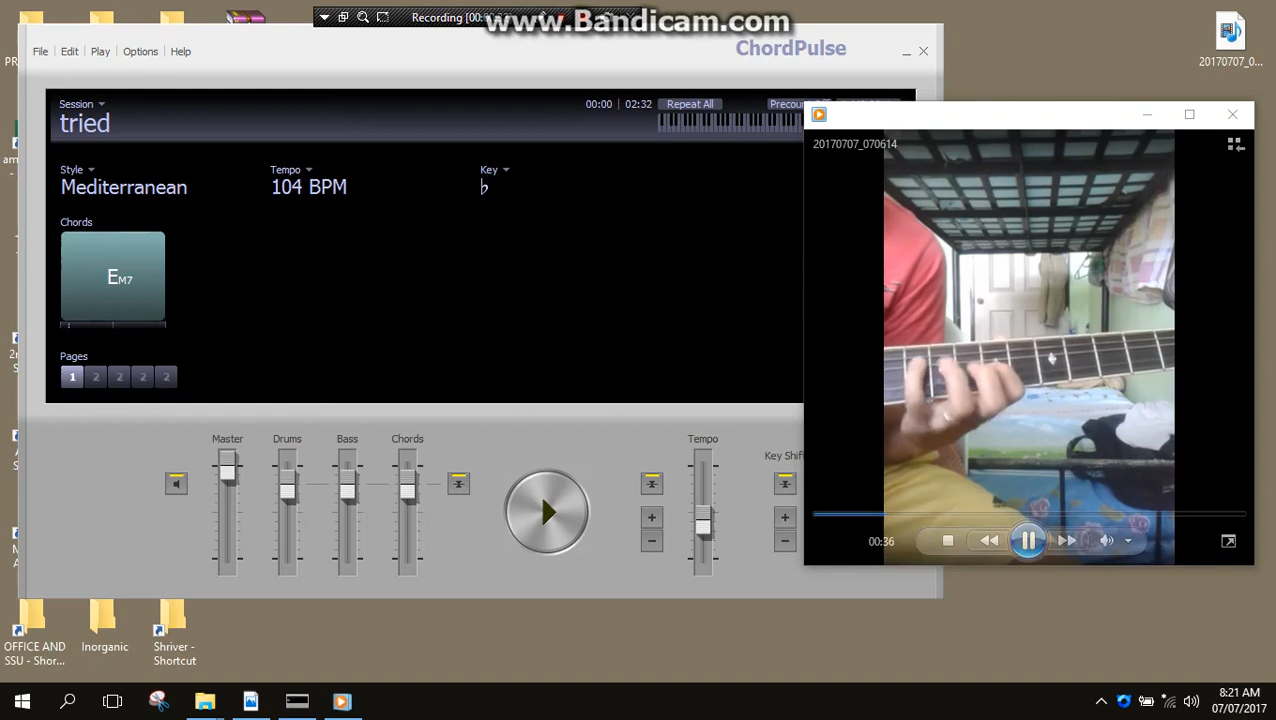 Recording [00:
www.Bandicam.com
File Edit Play Options Help
ChordPulse
20170707_0...
Session
00:00 02:32 Repeat All
tried
20170707_070614
Style Tempo Key
Mediterranean 104 BPM ♭
Chords
EM7
Pages
1 2 2 2 2
Master Drums Bass Chords Tempo
Key Shift
00:36
OFFICE AND SSU - Shor...
Inorganic
Shriver - Shortcut
8:21 AM
07/07/2017